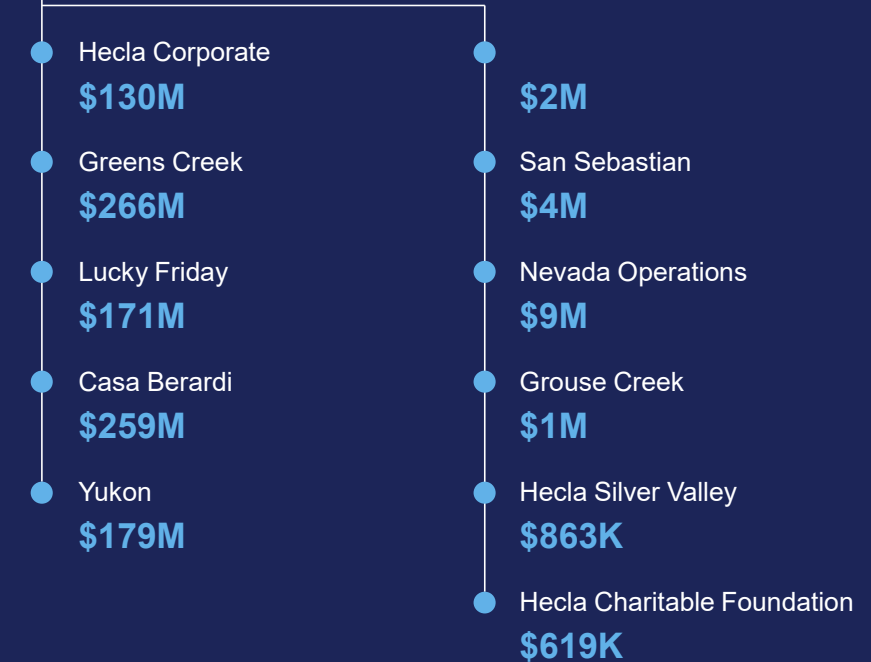 Hecla Corporate
$130M
Greens Creek
$266M
Lucky Friday
$171M
Casa Berardi
$259M
Yukon
$179M
$2M
San Sebastian
$4M
Nevada Operations
$9M
Grouse Creek
$1M
Hecla Silver Valley
$863K
Hecla Charitable Foundation
$619K